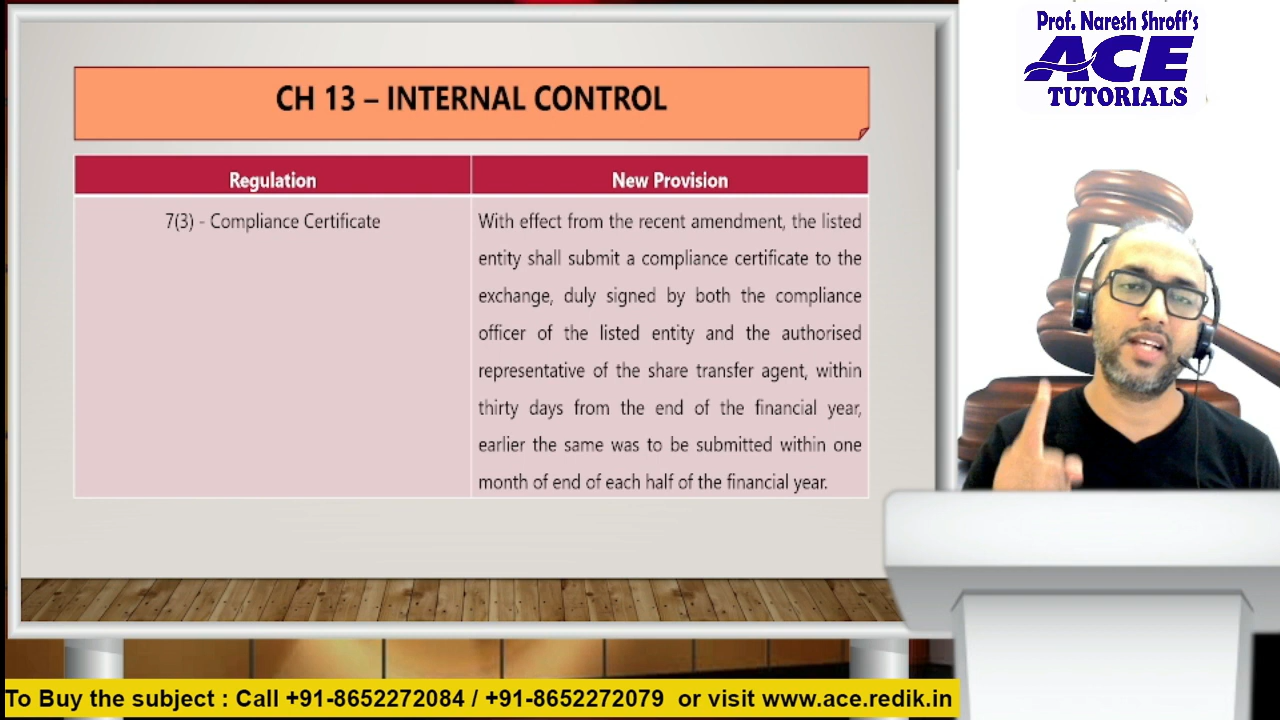 Prof. Naresh Shroff's
ACE
TUTORIALS
CH 13 – INTERNAL CONTROL
Regulation
New Provision
7(3) - Compliance Certificate
With effect from the recent amendment, the listed
entity shall submit a compliance certificate to the
exchange, duly signed by both the compliance
officer of the listed entity and the authorised
representative of the share transfer agent, within
thirty days from the end of the financial year,
earlier the same was to be submitted within one
month of end of each half of the financial year.
To Buy the subject : Call +91-8652272084 / +91-8652272079 or visit www.ace.redik.in